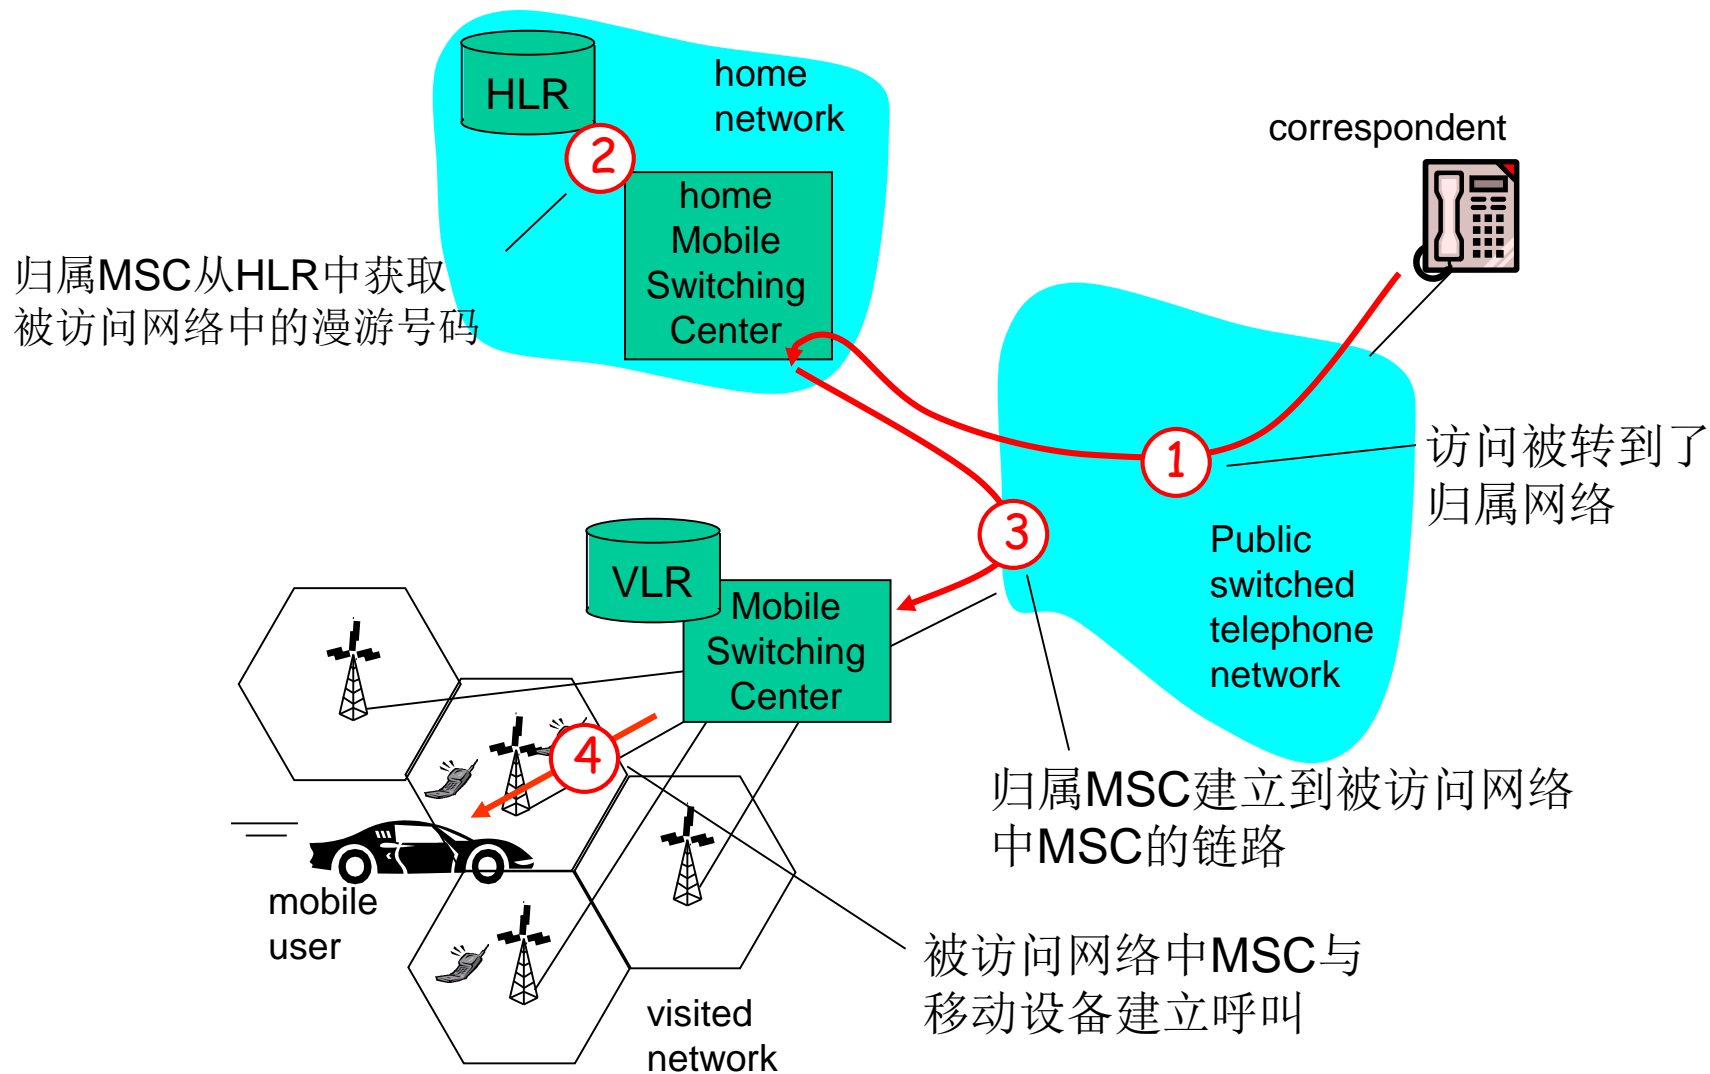 HLR
home
network
2
home
Mobile
Switching
Center
归属MSC从HLR中获取
被访问网络中的漫游号码
correspondent
1
访问被转到了
归属网络
Public
switched
telephone
network
3
VLR
Mobile
Switching
Center
归属MSC建立到被访问网络
中MSC的链路
4
mobile
user
被访问网络中MSC与
移动设备建立呼叫
visited
network